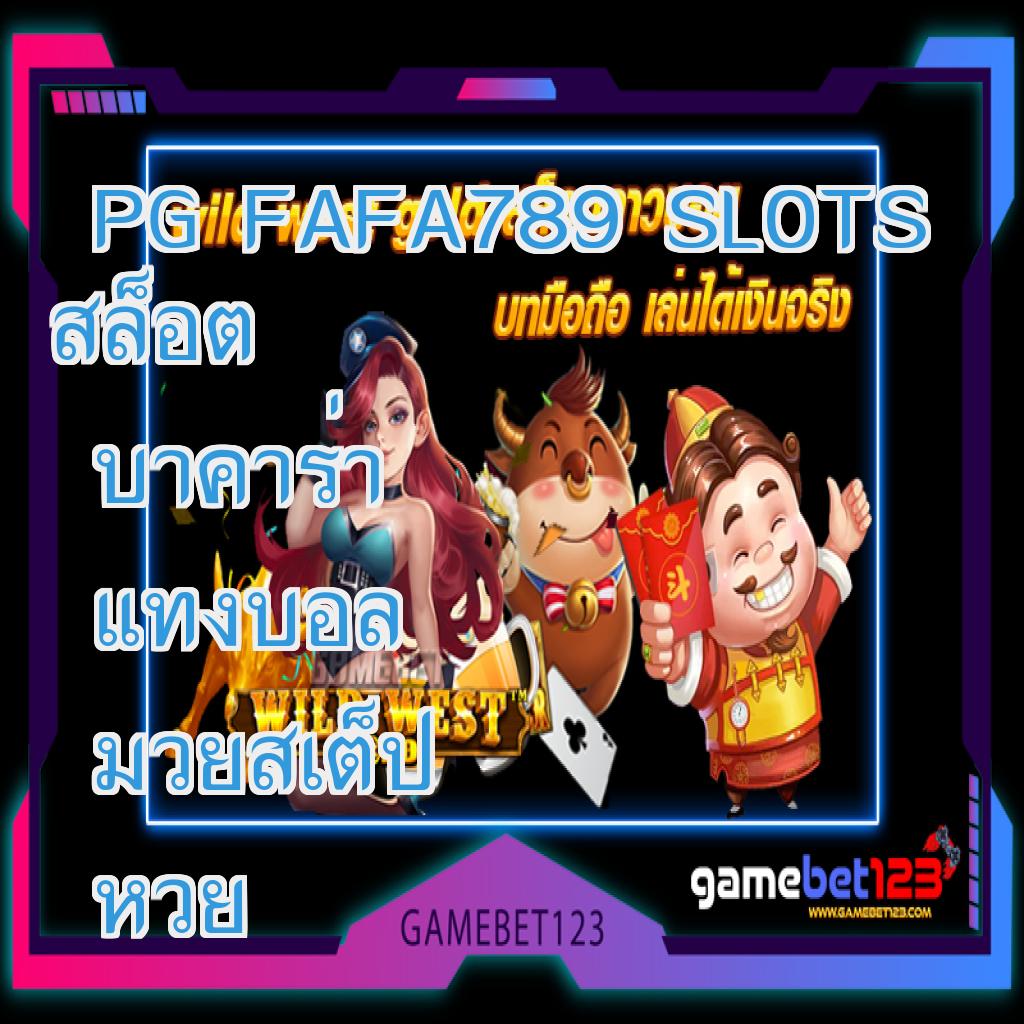 PG FAFA789 SLOTS
สล็อต
บนมือถือ เล่นได้เงินจริง
บาคาร่า
แทงบอล
GAMEBET
WILD WEST
มวยสเต็ป
หวย
gamebet123
WWW.GAMEBET123.COM
GAMEBET123